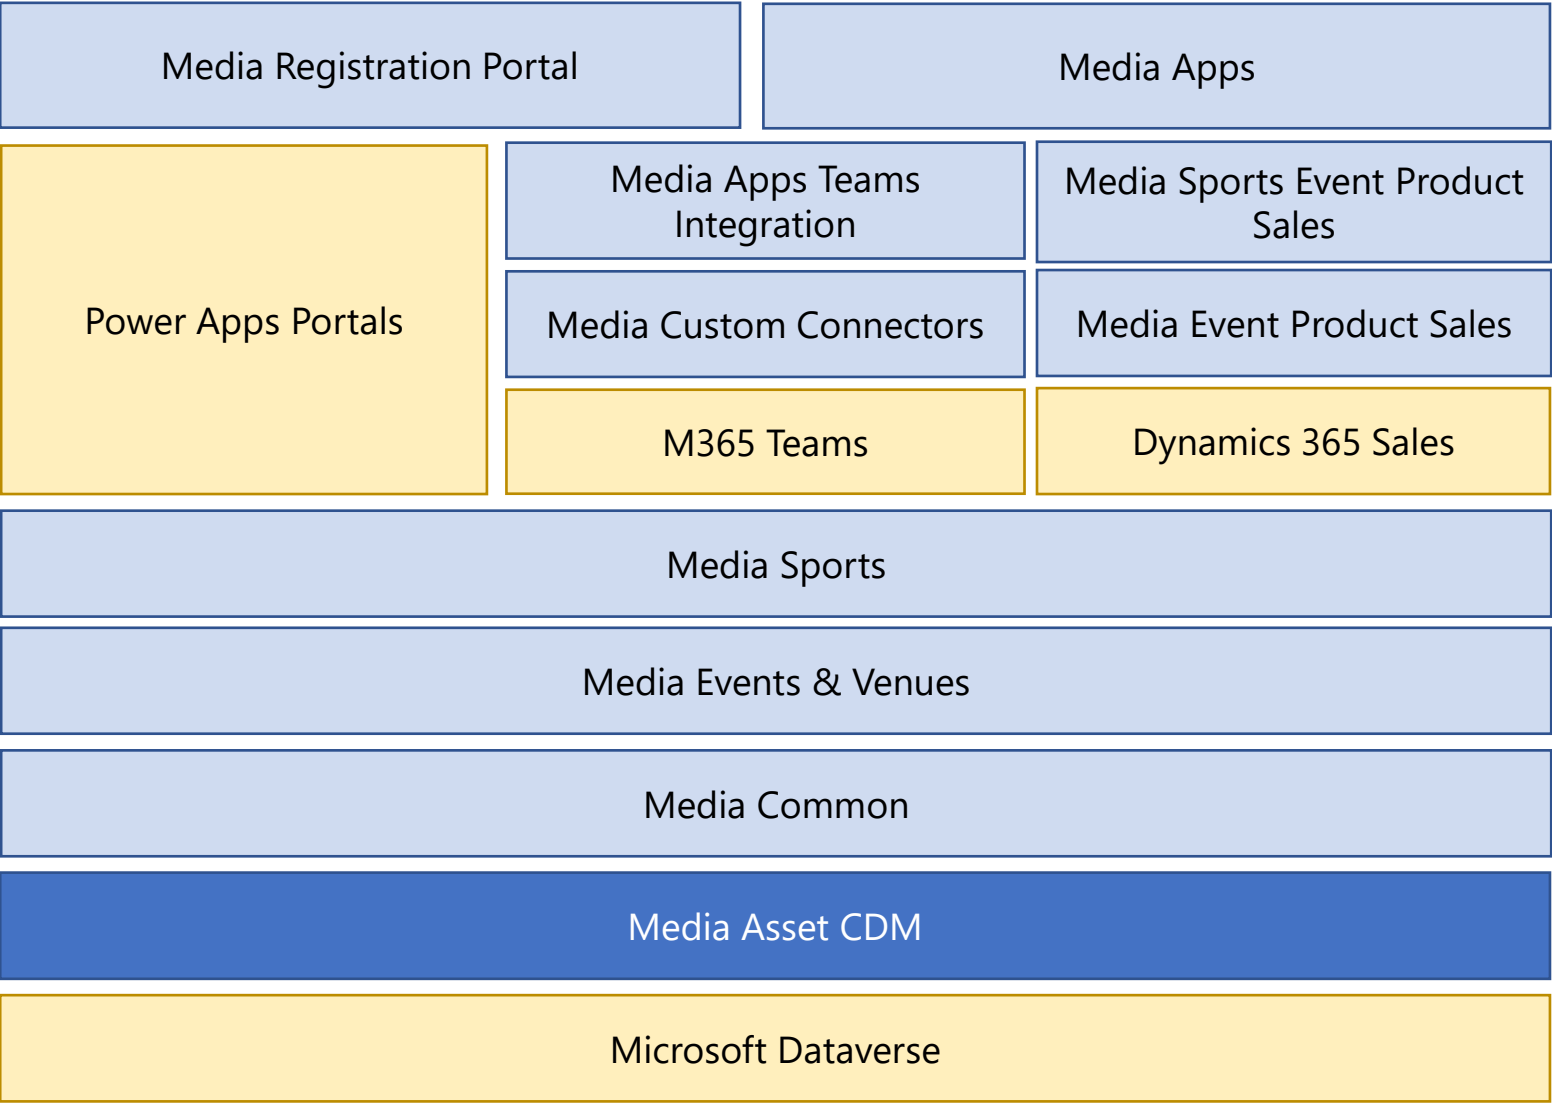 Media Registration Portal
Media Apps
Power Apps Portals
Media Apps Teams
Integration
Media Sports Event Product
Sales
Media Custom Connectors
Media Event Product Sales
M365 Teams
Dynamics 365 Sales
Media Sports
Media Events & Venues
Media Common
Media Asset CDM
Microsoft Dataverse